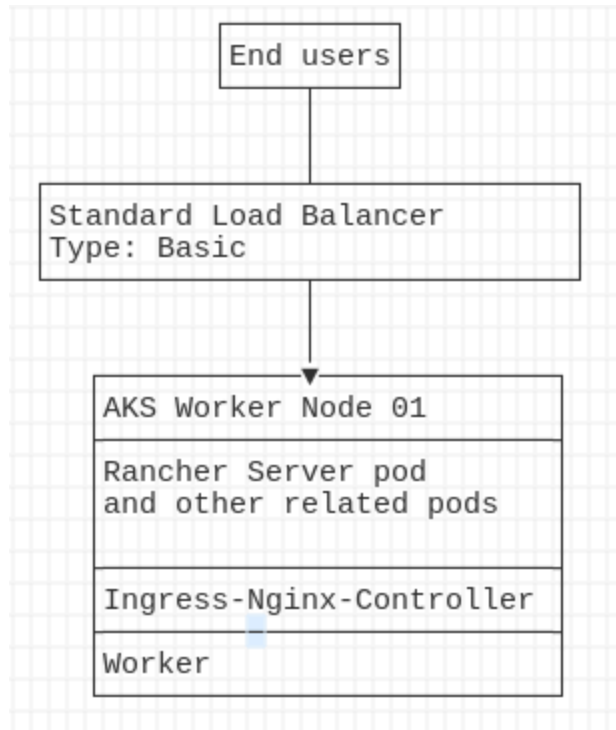 End users
Standard Load Balancer
Type: Basic
AKS Worker Node 01
Rancher Server pod
and other related pods
Ingress-Nginx-Controller
Worker